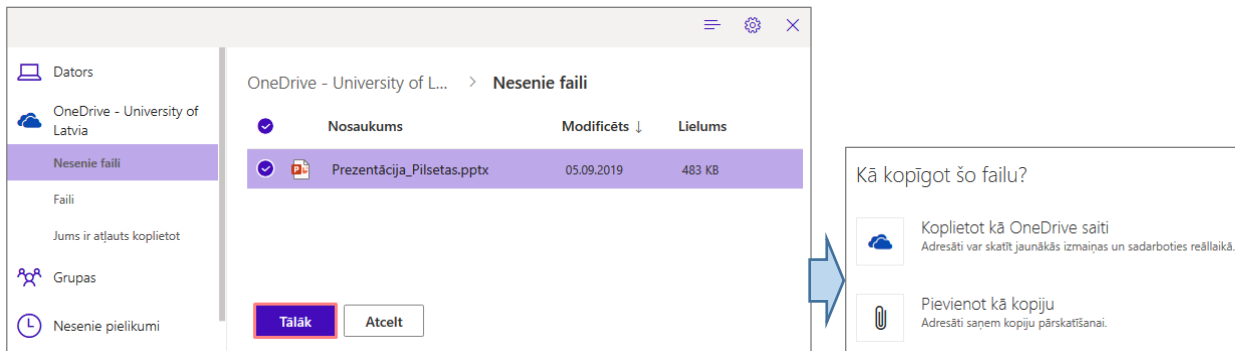 Dators
OneDrive - University of
Latvia
Nesenie faili
Faili
Jums ir atļauts koplietot
Grupas
Nesenie pielikumi
OneDrive - University of L... > Nesenie faili
Nosaukums Modificēts ↓ Lielums
Prezentācija_Pilsetas.pptx 05.09.2019 483 KB
Tālāk Atcelt
Kā kopīgot šo failu?
Koplietot kā OneDrive saiti
Adresāti var skatīt jaunākās izmaiņas un sadarboties reāllaikā.
Pievienot kā kopiju
Adresāti saņem kopiju pārskatīšanai.